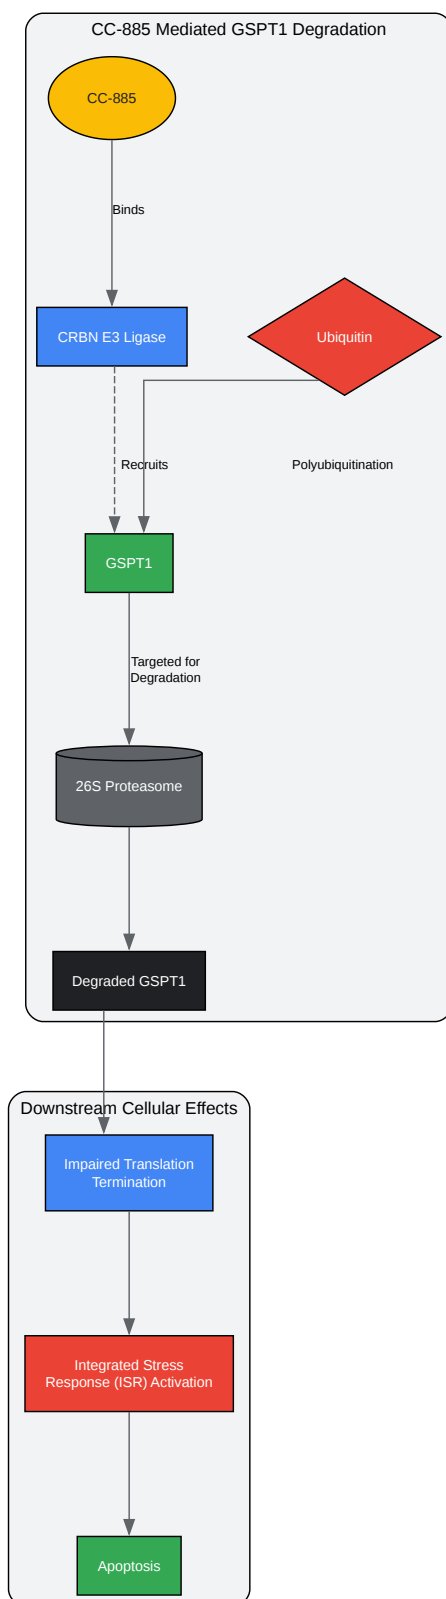 CC-885 Mediated GSPT1 Degradation
CC-885
Binds
CRBN E3 Ligase
Ubiquitin
Recruits
Polyubiquitination
GSPT1
Targeted for
Degradation
26S Proteasome
Degraded GSPT1
Downstream Cellular Effects
Impaired Translation
Termination
Integrated Stress
Response (ISR) Activation
Apoptosis